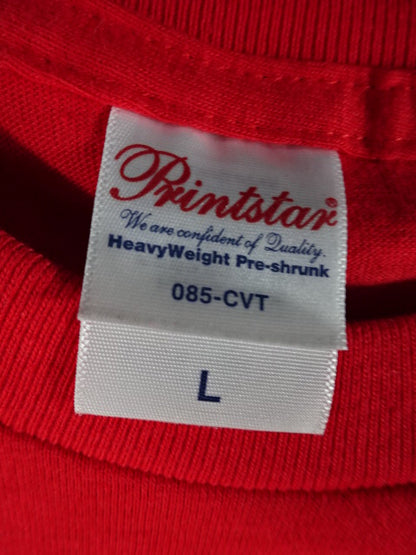 Printstar®
We are confident of Quality.
HeavyWeight Pre-shrunk
085-CVT
L